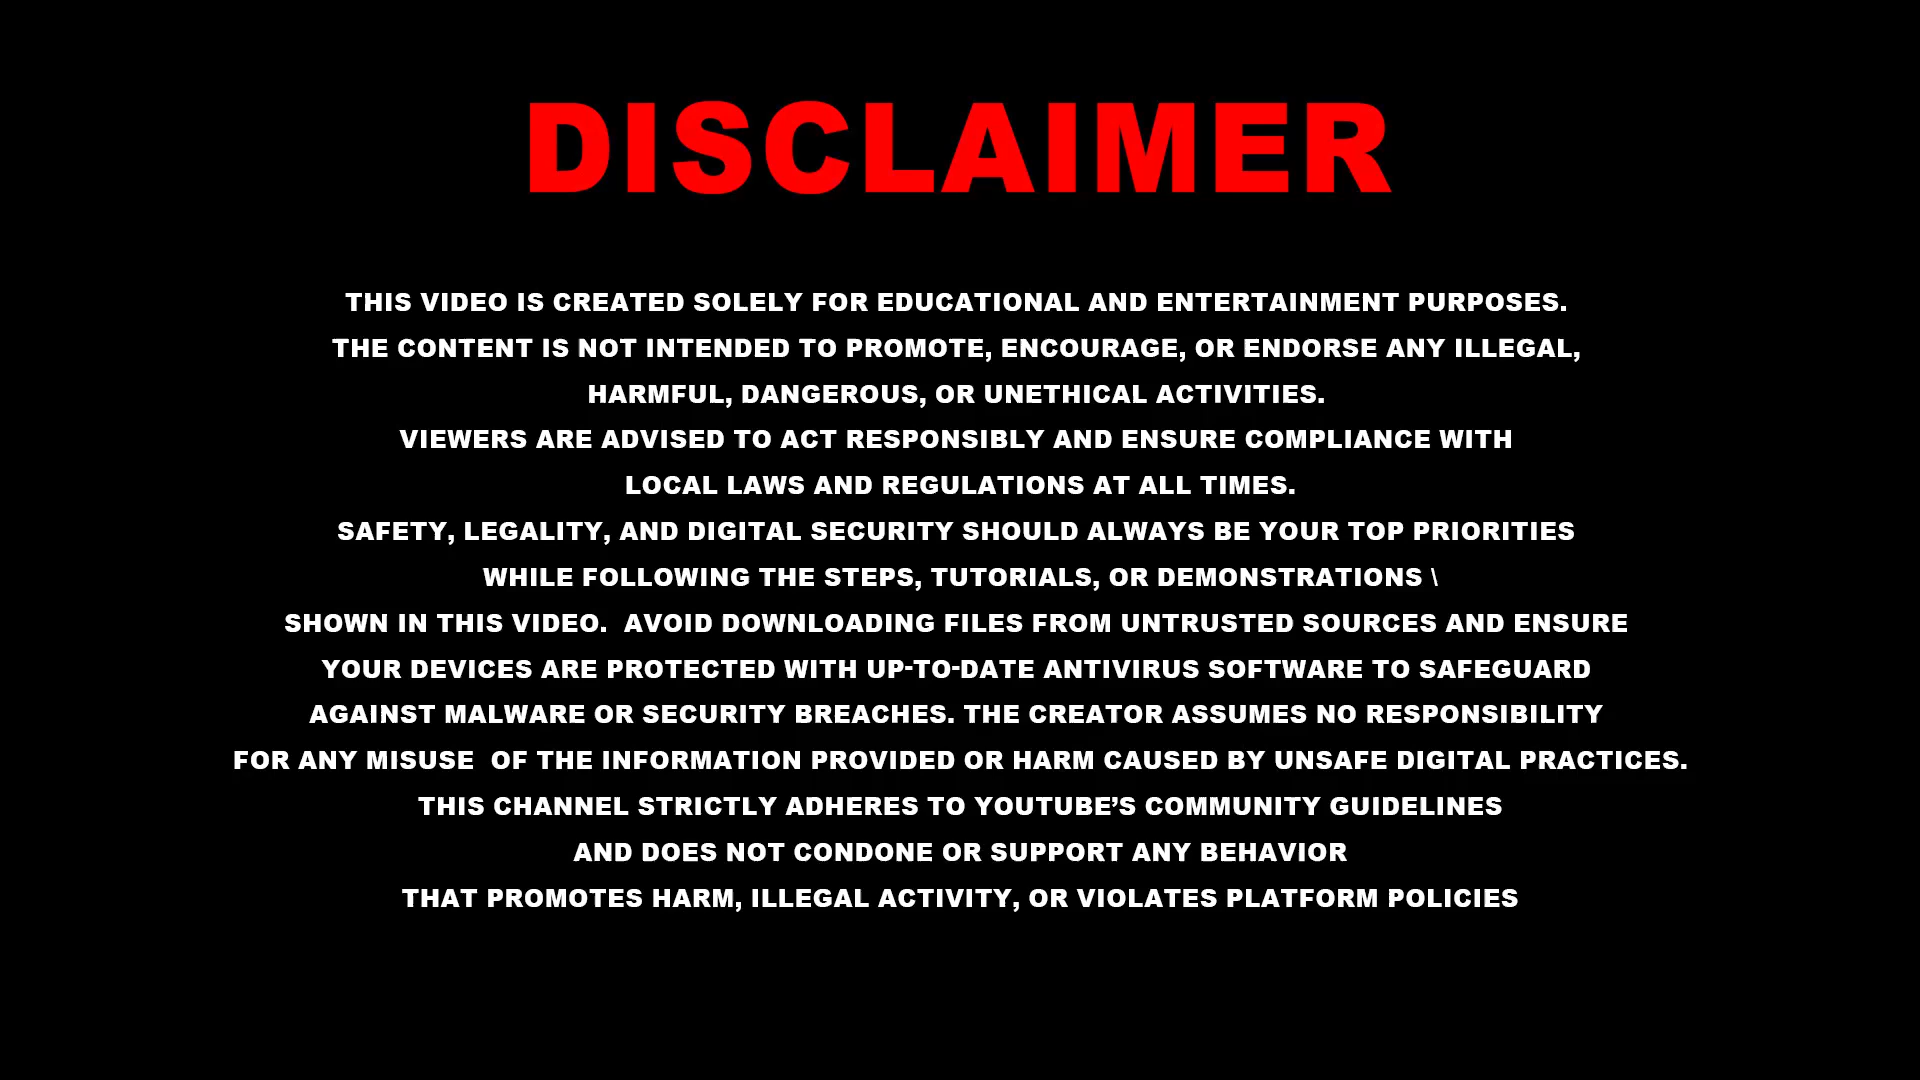 DISCLAIMER
THIS VIDEO IS CREATED SOLELY FOR EDUCATIONAL AND ENTERTAINMENT PURPOSES.
THE CONTENT IS NOT INTENDED TO PROMOTE, ENCOURAGE, OR ENDORSE ANY ILLEGAL,
HARMFUL, DANGEROUS, OR UNETHICAL ACTIVITIES.
VIEWERS ARE ADVISED TO ACT RESPONSIBLY AND ENSURE COMPLIANCE WITH
LOCAL LAWS AND REGULATIONS AT ALL TIMES.
SAFETY, LEGALITY, AND DIGITAL SECURITY SHOULD ALWAYS BE YOUR TOP PRIORITIES
WHILE FOLLOWING THE STEPS, TUTORIALS, OR DEMONSTRATIONS \
SHOWN IN THIS VIDEO.  AVOID DOWNLOADING FILES FROM UNTRUSTED SOURCES AND ENSURE
YOUR DEVICES ARE PROTECTED WITH UP-TO-DATE ANTIVIRUS SOFTWARE TO SAFEGUARD
AGAINST MALWARE OR SECURITY BREACHES. THE CREATOR ASSUMES NO RESPONSIBILITY
FOR ANY MISUSE  OF THE INFORMATION PROVIDED OR HARM CAUSED BY UNSAFE DIGITAL PRACTICES.
THIS CHANNEL STRICTLY ADHERES TO YOUTUBE’S COMMUNITY GUIDELINES
AND DOES NOT CONDONE OR SUPPORT ANY BEHAVIOR
THAT PROMOTES HARM, ILLEGAL ACTIVITY, OR VIOLATES PLATFORM POLICIES